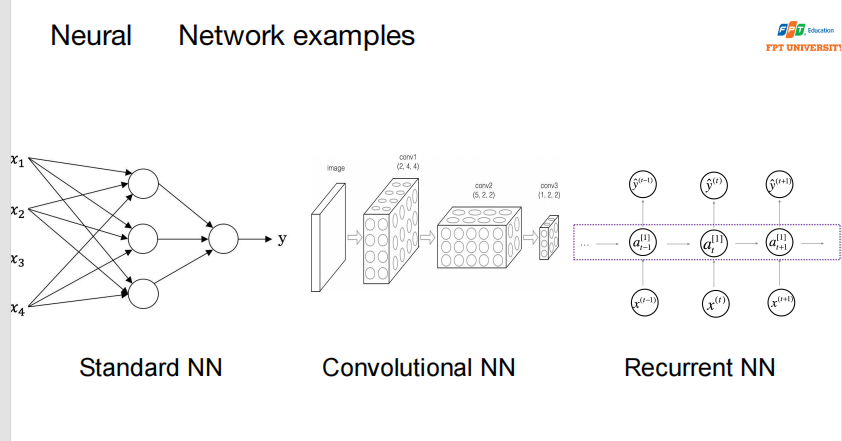 Neural Network examples
FPT Education
FPT UNIVERSITY
x₁
x₂
x₃
x₄
y
Standard NN
image
conv1
(2, 4, 4)
conv2
(5, 2, 2)
conv3
(1, 2, 2)
Convolutional NN
ŷ⁽ᵗ⁻¹⁾ ŷ⁽ᵗ⁾ ŷ⁽ᵗ⁺¹⁾
... a[1]t-1 a[1]t a[1]t+1
x⁽ᵗ⁻¹⁾ x⁽ᵗ⁾ x⁽ᵗ⁺¹⁾
Recurrent NN